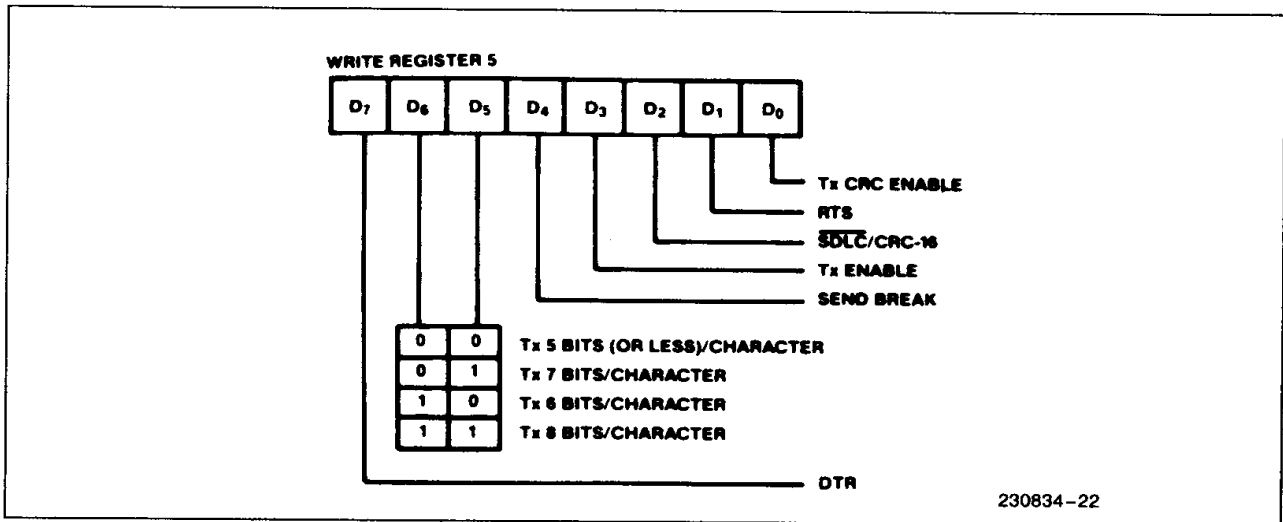 WRITE REGISTER 5
D7 D6 D5 D4 D3 D2 D1 D0
Tx CRC ENABLE
RTS
SDLC/CRC-16
Tx ENABLE
SEND BREAK
0 0 Tx 5 BITS (OR LESS)/CHARACTER
0 1 Tx 7 BITS/CHARACTER
1 0 Tx 6 BITS/CHARACTER
1 1 Tx 8 BITS/CHARACTER
DTR
230834-22